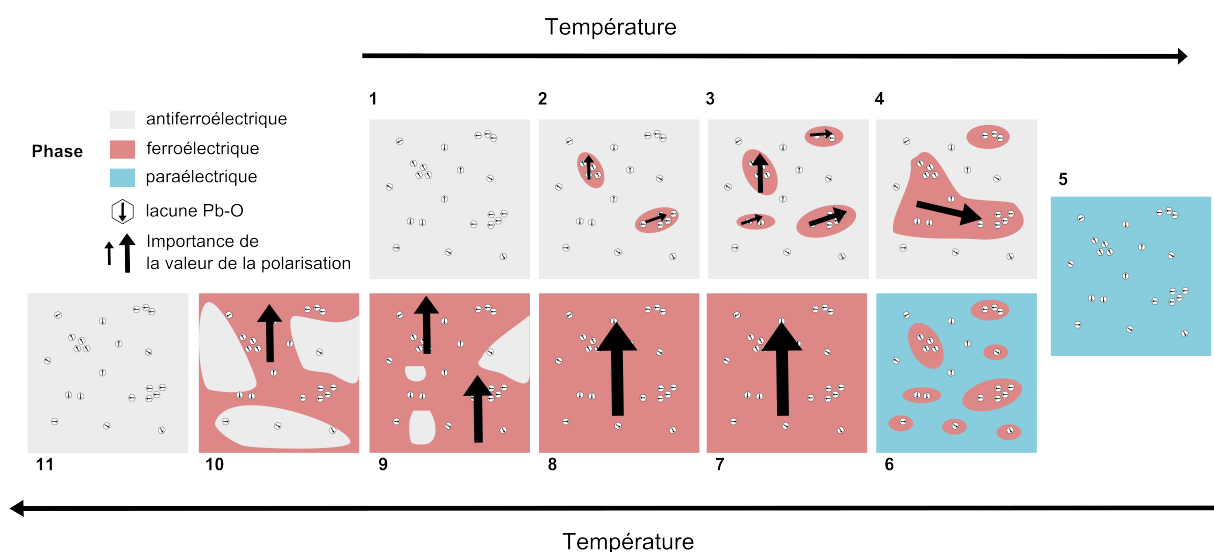 Température
1
2
3
4
Phase
antiferroélectrique
ferroélectrique
paraélectrique
lacune Pb-O
Importance de
la valeur de la polarisation
5
11
10
9
8
7
6
Température